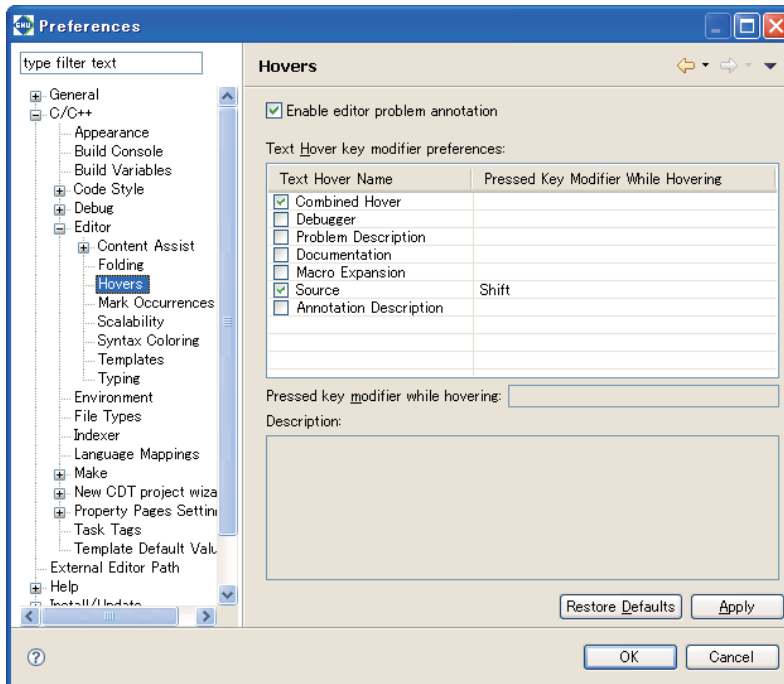 GNU Preferences
type filter text
General
C/C++
Appearance
Build Console
Build Variables
Code Style
Debug
Editor
Content Assist
Folding
Hovers
Mark Occurrences
Scalability
Syntax Coloring
Templates
Typing
Environment
File Types
Indexer
Language Mappings
Make
New CDT project wiza
Property Pages Settin
Task Tags
Template Default Valu
External Editor Path
Help
Install/Update
Hovers
Enable editor problem annotation
Text Hover key modifier preferences:
Text Hover Name Pressed Key Modifier While Hovering
Combined Hover
Debugger
Problem Description
Documentation
Macro Expansion
Source Shift
Annotation Description
Pressed key modifier while hovering:
Description:
Restore Defaults Apply
? OK Cancel